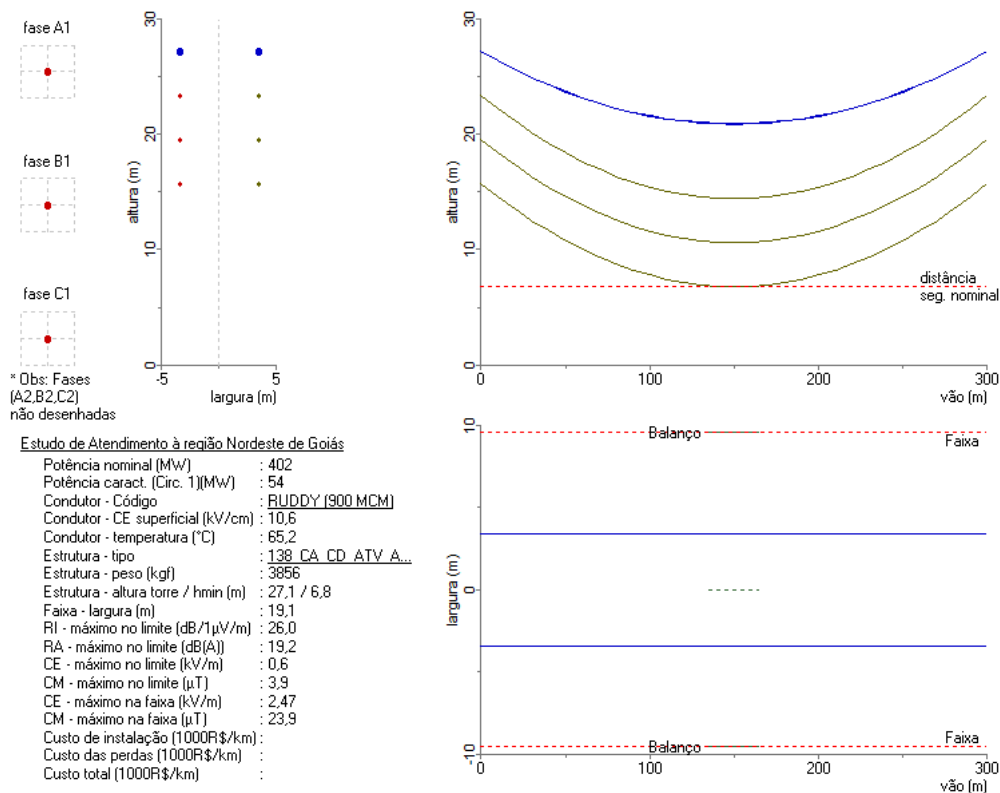 fase A1
fase B1
fase C1
* Obs: Fases
(A2,B2,C2)
não desenhadas
30
20
10
0
altura (m)
-5
5
largura (m)
30
20
10
0
altura (m)
distância
seg. nominal
0
100
200
300
vão (m)
Estudo de Atendimento à região Nordeste de Goiás
Potência nominal (MW) : 402
Potência caract. (Circ. 1)(MW) : 54
Condutor - Código : RUDDY (900 MCM)
Condutor - CE superficial (kV/cm) : 10,6
Condutor - temperatura (°C) : 65,2
Estrutura - tipo : 138_CA_CD_ATV_A...
Estrutura - peso (kgf) : 3856
Estrutura - altura torre / hmin (m) : 27,1 / 6,8
Faixa - largura (m) : 19,1
RI - máximo no limite (dB/1µV/m) : 26,0
RA - máximo no limite (dB(A)) : 19,2
CE - máximo no limite (kV/m) : 0,6
CM - máximo no limite (µT) : 3,9
CE - máximo na faixa (kV/m) : 2,47
CM - máximo na faixa (µT) : 23,9
Custo de instalação (1000R$/km) :
Custo das perdas (1000R$/km) :
Custo total (1000R$/km) :
10
0
-10
largura (m)
Balanço
Faixa
Balanço
Faixa
0
100
200
300
vão (m)